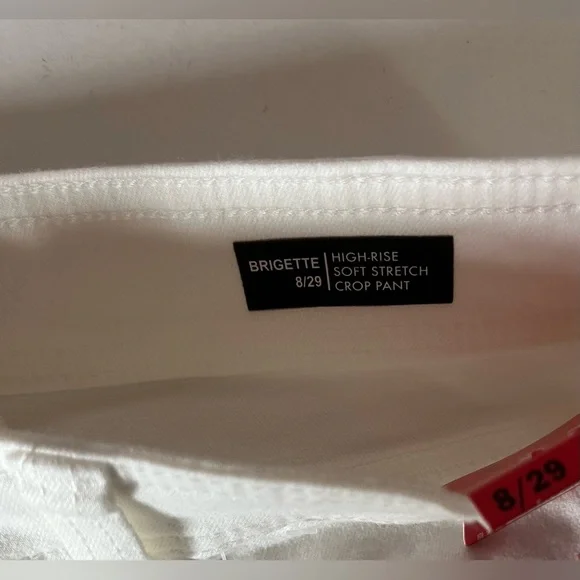 BRIGETTE
8/29
HIGH-RISE
SOFT STRETCH
CROP PANT
8/29